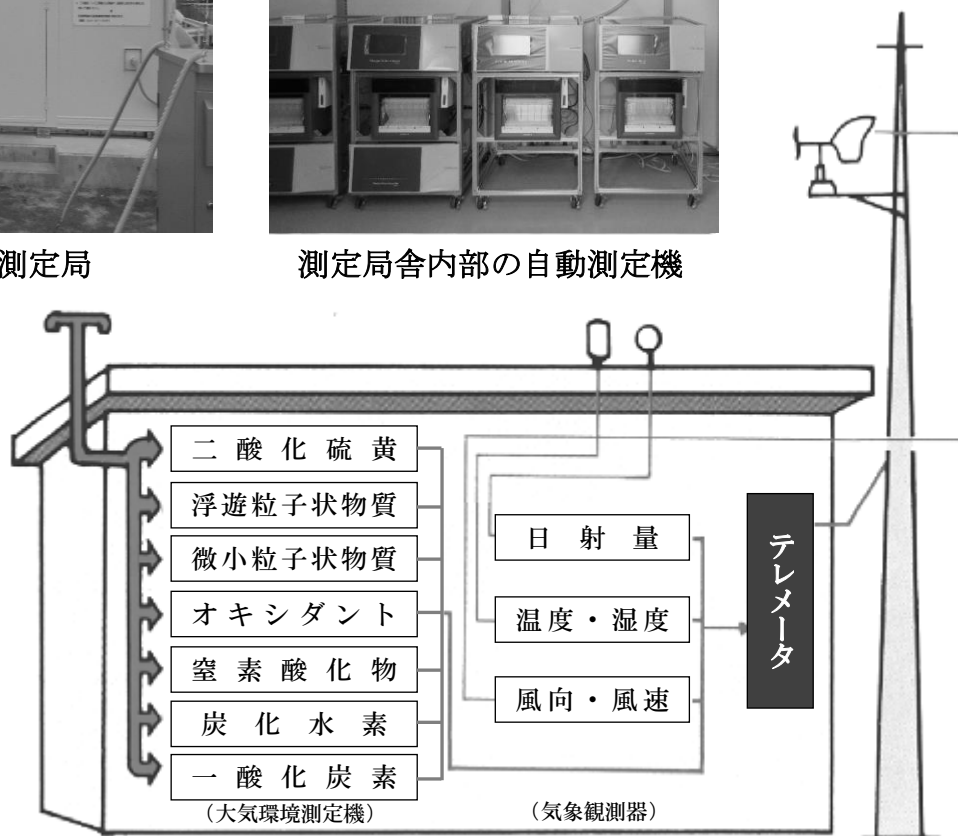 測定局
測定局舎内部の自動測定機
二酸化硫黄
浮遊粒子状物質
微小粒子状物質
オキシダント
窒素酸化物
炭化水素
一酸化炭素
（大気環境測定機）
日射量
温度・湿度
風向・風速
（気象観測器）
テレメータ